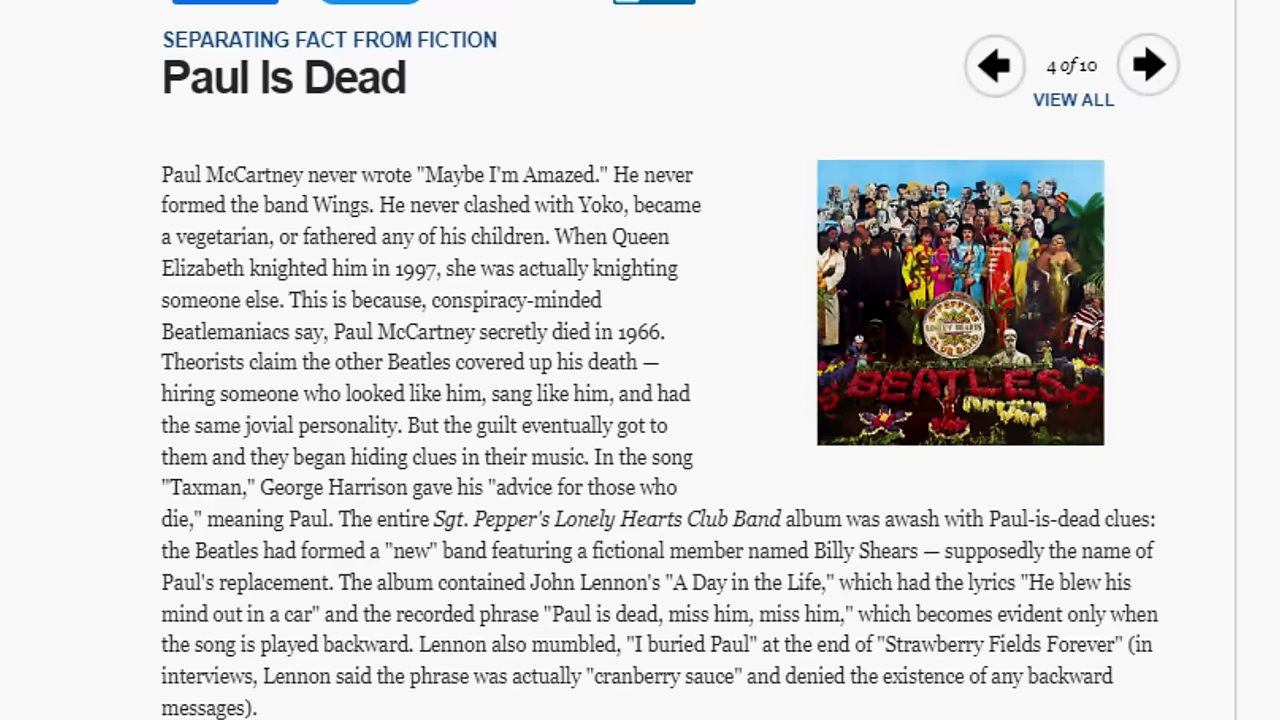 SEPARATING FACT FROM FICTION
Paul Is Dead
4 of 10
VIEW ALL
Paul McCartney never wrote "Maybe I'm Amazed." He never
formed the band Wings. He never clashed with Yoko, became
a vegetarian, or fathered any of his children. When Queen
Elizabeth knighted him in 1997, she was actually knighting
someone else. This is because, conspiracy-minded
Beatlemaniacs say, Paul McCartney secretly died in 1966.
Theorists claim the other Beatles covered up his death —
hiring someone who looked like him, sang like him, and had
the same jovial personality. But the guilt eventually got to
them and they began hiding clues in their music. In the song
"Taxman," George Harrison gave his "advice for those who
die," meaning Paul. The entire Sgt. Pepper's Lonely Hearts Club Band album was awash with Paul-is-dead clues:
the Beatles had formed a "new" band featuring a fictional member named Billy Shears — supposedly the name of
Paul's replacement. The album contained John Lennon's "A Day in the Life," which had the lyrics "He blew his
mind out in a car" and the recorded phrase "Paul is dead, miss him, miss him," which becomes evident only when
the song is played backward. Lennon also mumbled, "I buried Paul" at the end of "Strawberry Fields Forever" (in
interviews, Lennon said the phrase was actually "cranberry sauce" and denied the existence of any backward
messages).
LONELY HEARTS
CLUB BAND
BEATLES